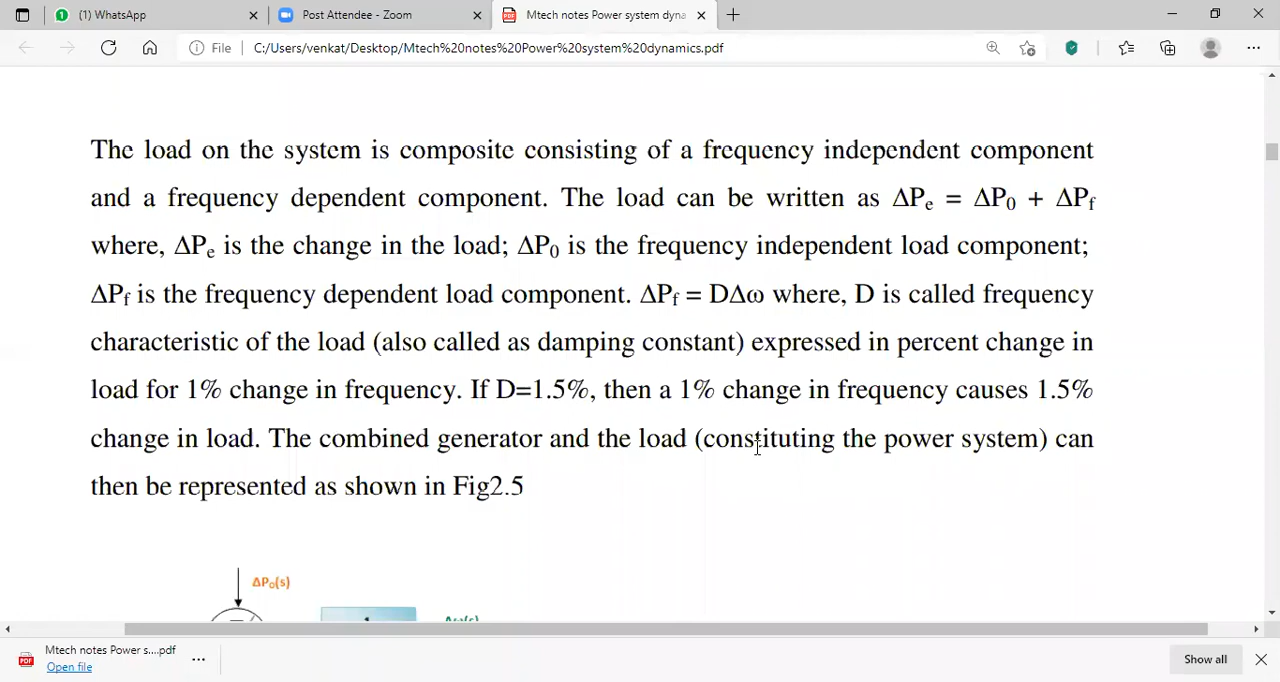 (1) WhatsApp
Post Attendee - Zoom
Mtech notes Power system dyna
File C:/Users/venkat/Desktop/Mtech%20notes%20Power%20system%20dynamics.pdf
The load on the system is composite consisting of a frequency independent component
and a frequency dependent component. The load can be written as ΔPe = ΔP0 + ΔPf
where, ΔPe is the change in the load; ΔP0 is the frequency independent load component;
ΔPf is the frequency dependent load component. ΔPf = DΔω where, D is called frequency
characteristic of the load (also called as damping constant) expressed in percent change in
load for 1% change in frequency. If D=1.5%, then a 1% change in frequency causes 1.5%
change in load. The combined generator and the load (constituting the power system) can
then be represented as shown in Fig2.5
ΔP0(s)
Mtech notes Power s....pdf
Open file
Show all